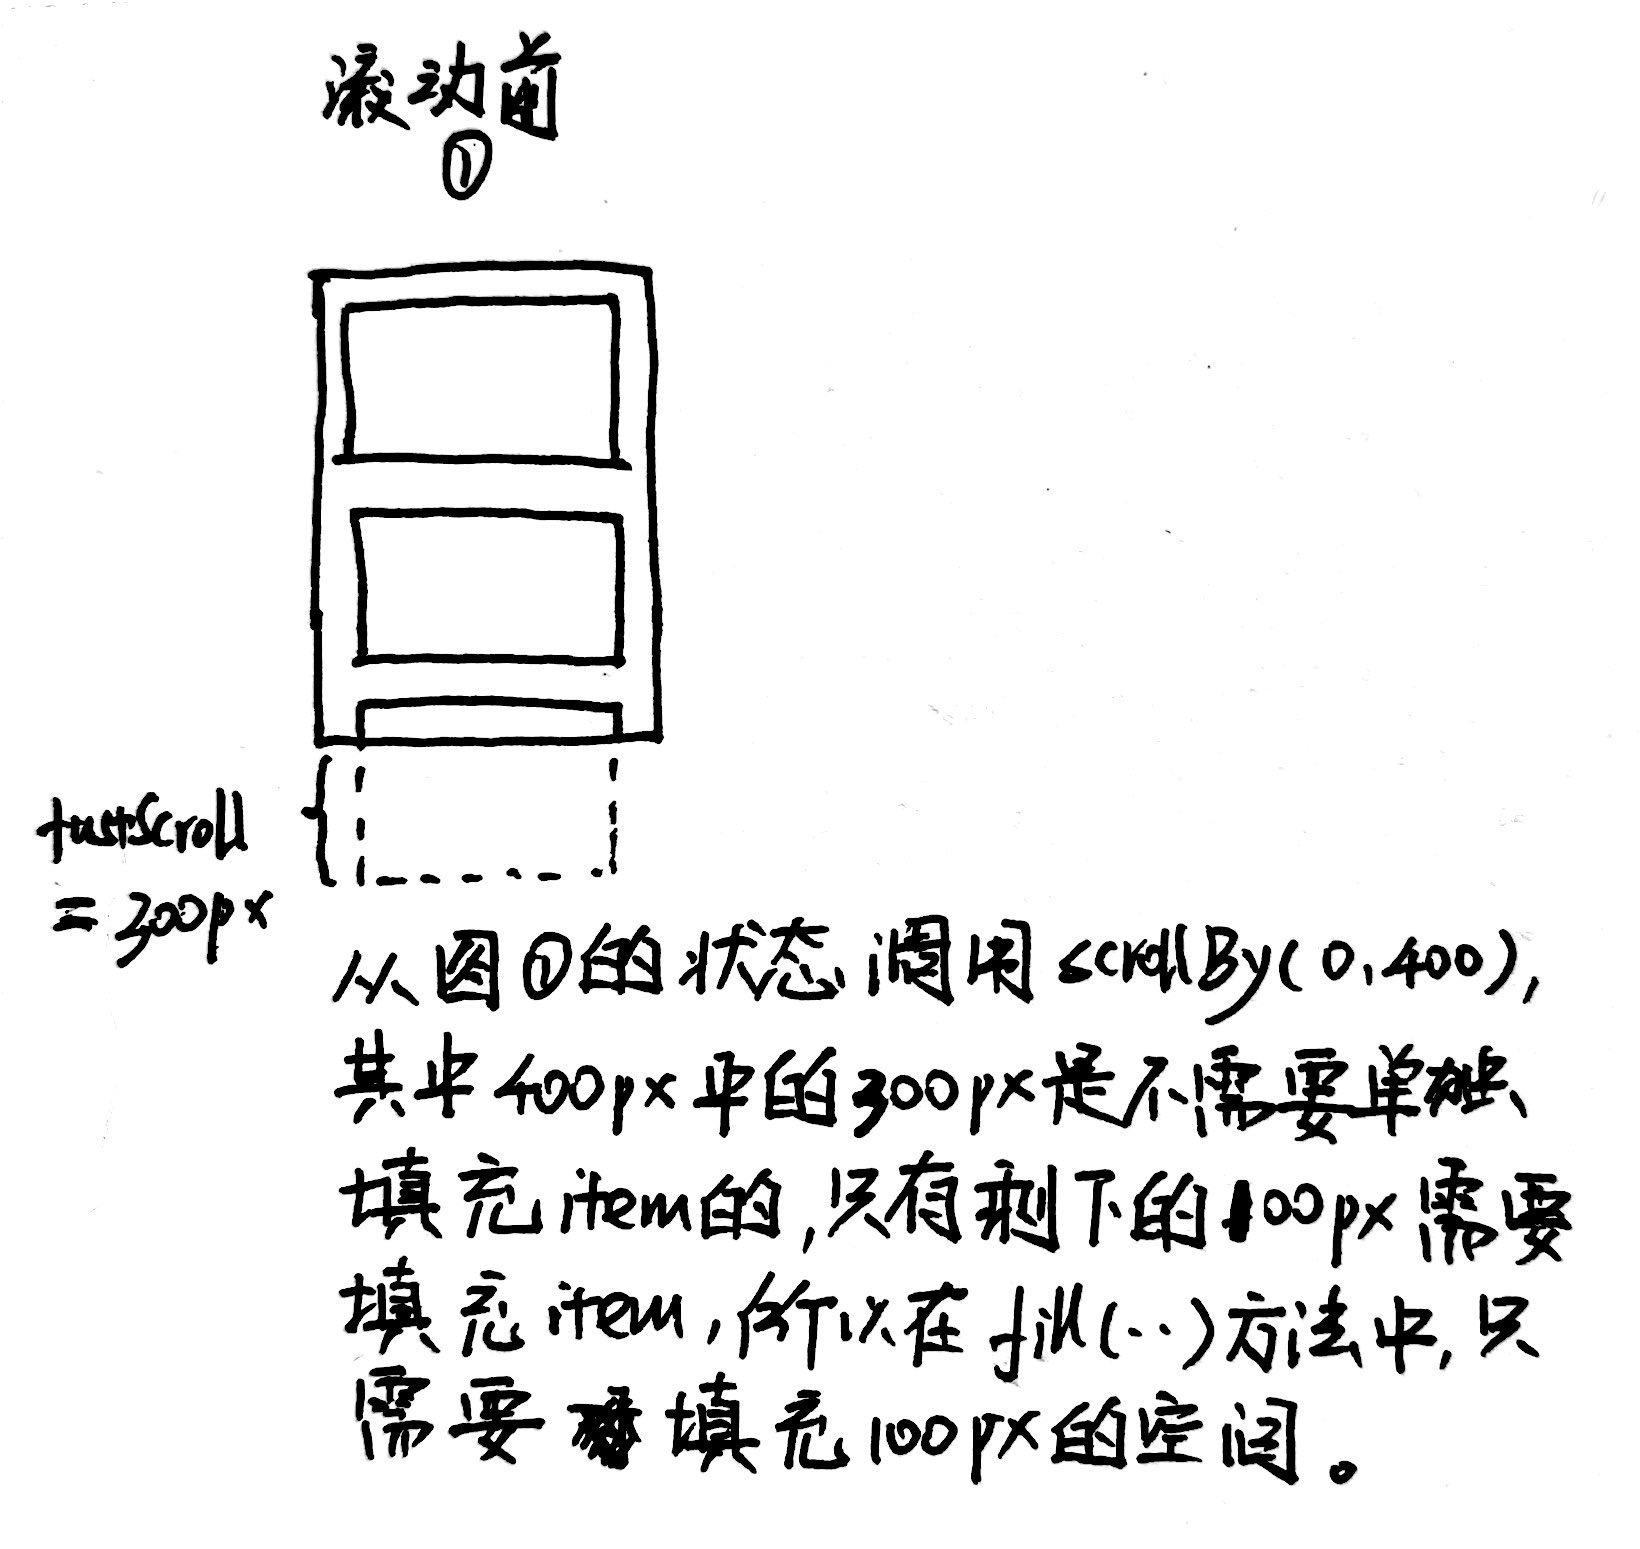 滚动前
①
fastScroll
= 300px
从图①的状态调用scrollBy(0,400),
其中400px中的300px是不需要单独
填充item的,只有剩下的100px需要
填充item,所以在fill(··)方法中,只
需要填充100px的空间。